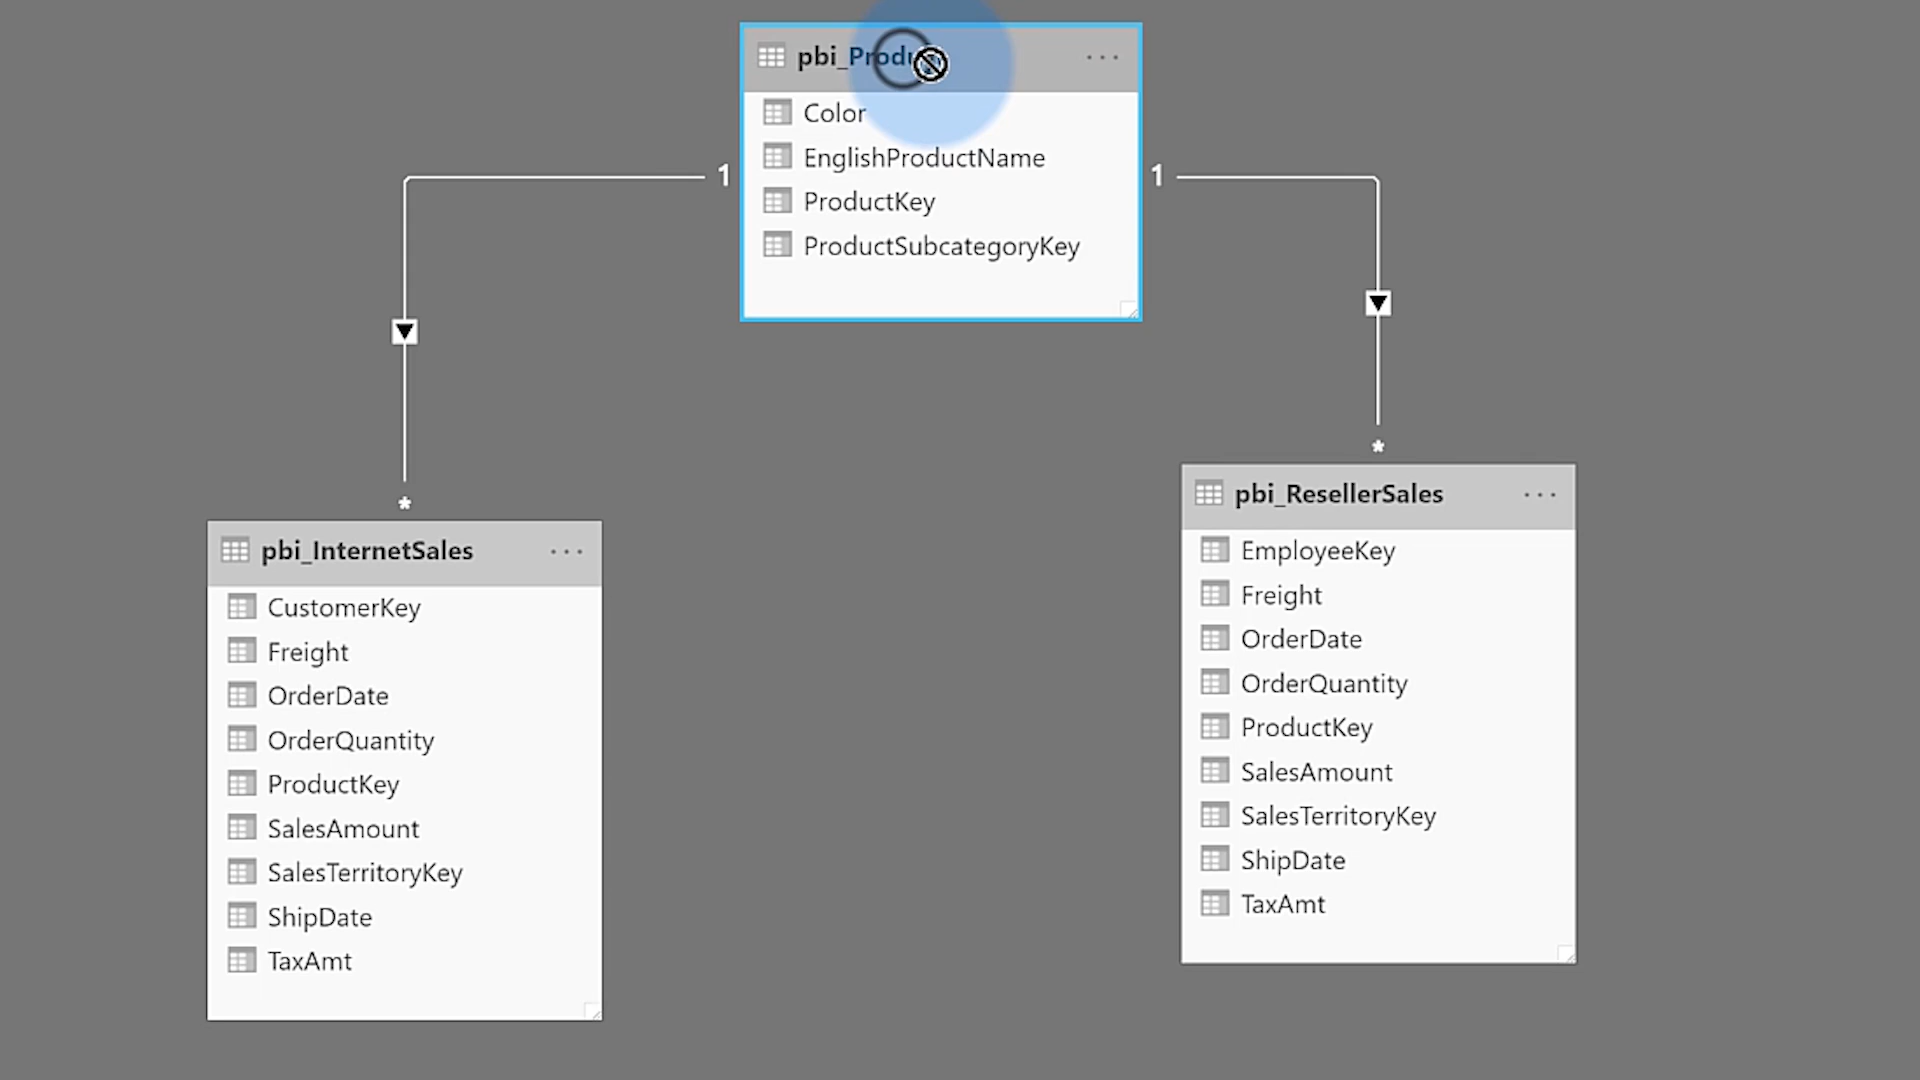 pbi_Produ
Color
EnglishProductName
ProductKey
ProductSubcategoryKey
1
1
*
*
pbi_InternetSales
CustomerKey
Freight
OrderDate
OrderQuantity
ProductKey
SalesAmount
SalesTerritoryKey
ShipDate
TaxAmt
pbi_ResellerSales
EmployeeKey
Freight
OrderDate
OrderQuantity
ProductKey
SalesAmount
SalesTerritoryKey
ShipDate
TaxAmt